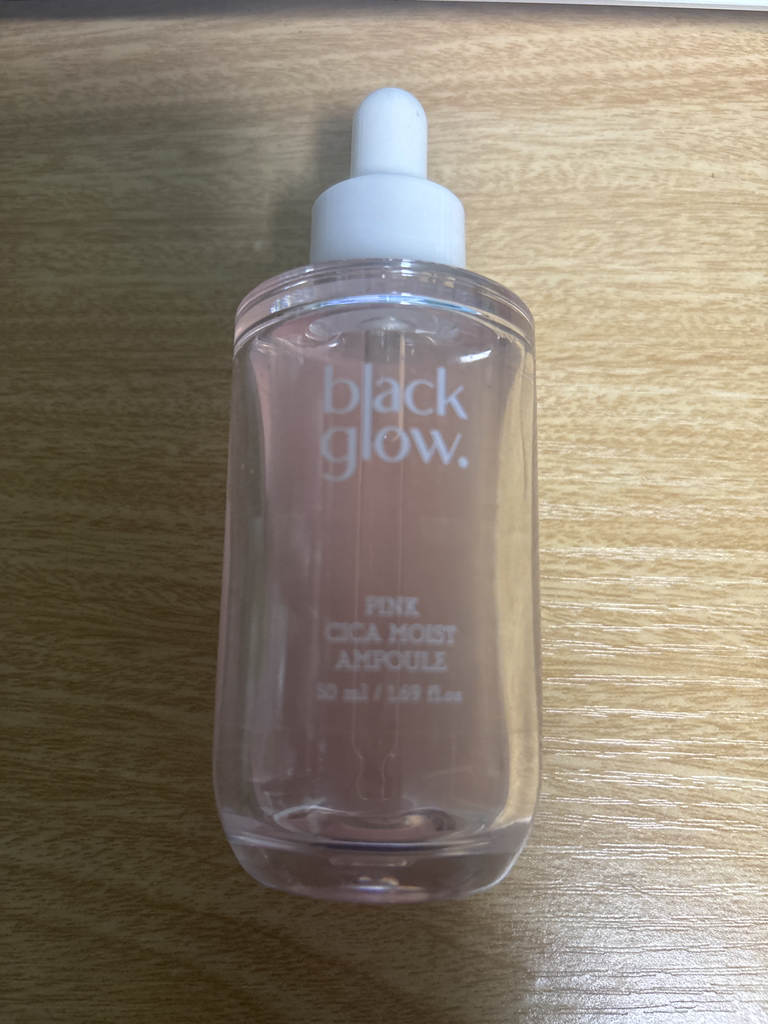 black
glow.
PINK
CICA MOIST
AMPOULE
50 ml / 1.69 fl.oz